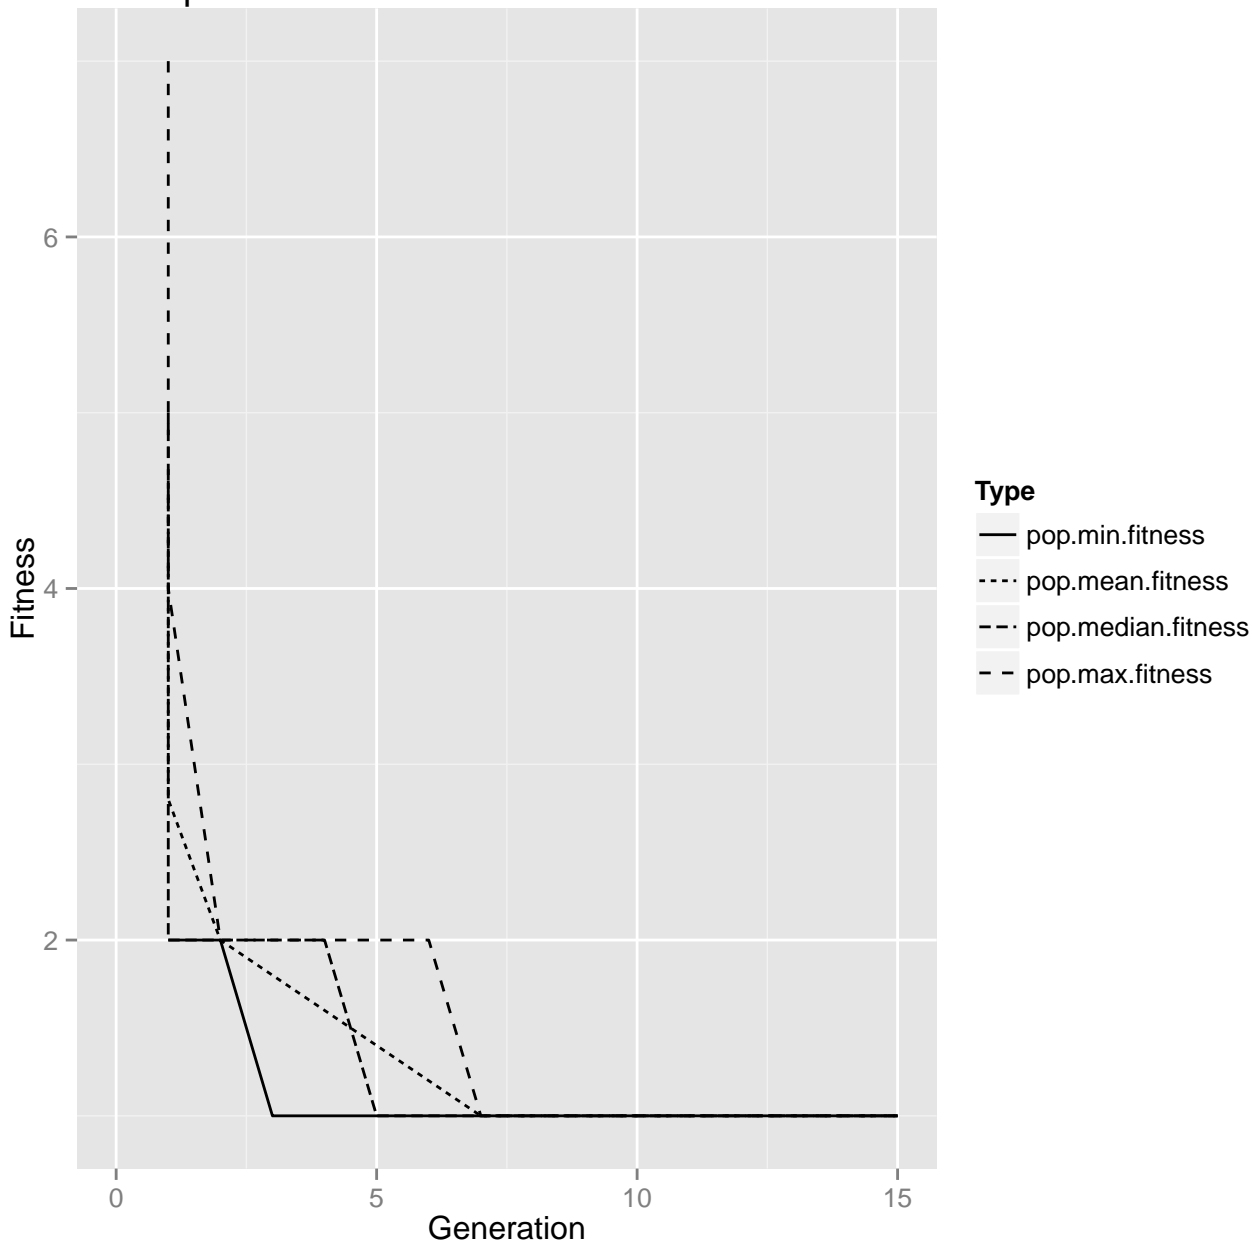 6
4
2
0 5 10 15
Generation
Fitness
Type
pop.min.fitness
pop.mean.fitness
pop.median.fitness
pop.max.fitness